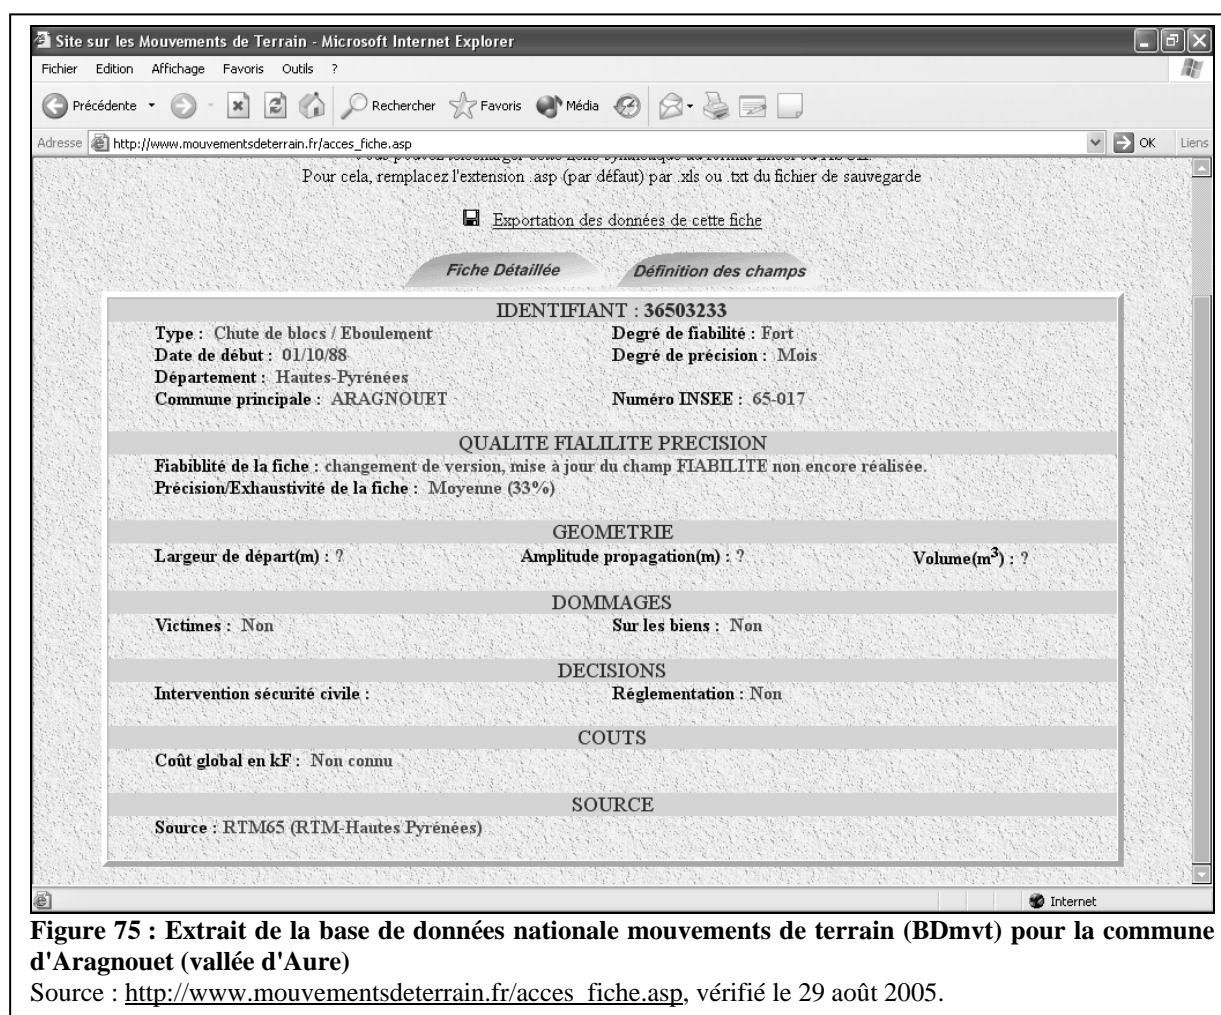 Site sur les Mouvements de Terrain - Microsoft Internet Explorer
Fichier Edition Affichage Favoris Outils ?
Précédente Rechercher Favoris Média
Adresse http://www.mouvementsdeterrain.fr/acces_fiche.asp OK Liens
Pour cela, remplacez l'extension .asp (par défaut) par .xls ou .txt du fichier de sauvegarde
Exportation des données de cette fiche
Fiche Détaillée Définition des champs
IDENTIFIANT : 36503233
Type : Chute de blocs / Eboulement Degré de fiabilité : Fort
Date de début : 01/10/88 Degré de précision : Mois
Département : Hautes-Pyrénées
Commune principale : ARAGNOUET Numéro INSEE : 65-017
QUALITE FIALILITE PRECISION
Fiabiblité de la fiche : changement de version, mise à jour du champ FIABILITE non encore réalisée.
Précision/Exhaustivité de la fiche : Moyenne (33%)
GEOMETRIE
Largeur de départ(m) : ? Amplitude propagation(m) : ? Volume(m³) : ?
DOMMAGES
Victimes : Non Sur les biens : Non
DECISIONS
Intervention sécurité civile : Réglementation : Non
COUTS
Coût global en kF : Non connu
SOURCE
Source : RTM65 (RTM-Hautes Pyrénées)
Internet
Figure 75 : Extrait de la base de données nationale mouvements de terrain (BDmvt) pour la commune
d'Aragnouet (vallée d'Aure)
Source : http://www.mouvementsdeterrain.fr/acces_fiche.asp, vérifié le 29 août 2005.